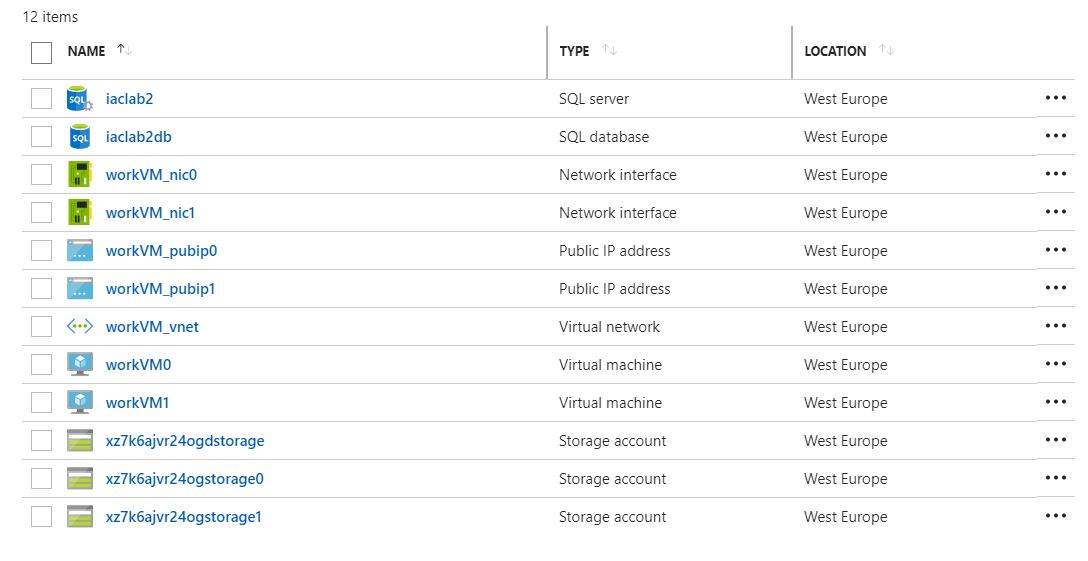 12 items
NAME TYPE LOCATION
SQL iaclab2 SQL server West Europe
SQL iaclab2db SQL database West Europe
workVM_nic0 Network interface West Europe
workVM_nic1 Network interface West Europe
workVM_pubip0 Public IP address West Europe
workVM_pubip1 Public IP address West Europe
workVM_vnet Virtual network West Europe
workVM0 Virtual machine West Europe
workVM1 Virtual machine West Europe
xz7k6ajvr24ogdstorage Storage account West Europe
xz7k6ajvr24ogstorage0 Storage account West Europe
xz7k6ajvr24ogstorage1 Storage account West Europe